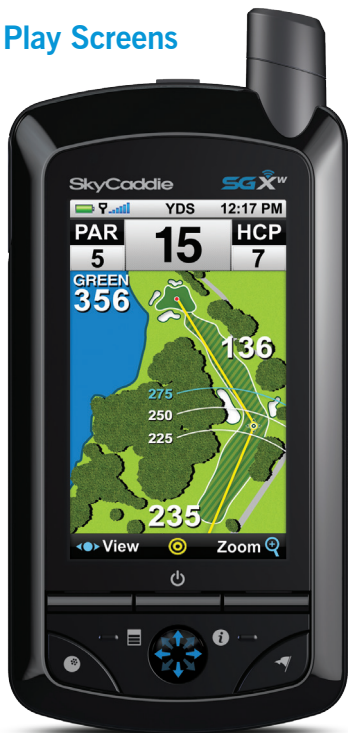 Play Screens
SkyCaddie SGXw
YDS 12:17 PM
PAR 15 HCP
5 7
GREEN
356
136
275
250
225
235
View Zoom
i